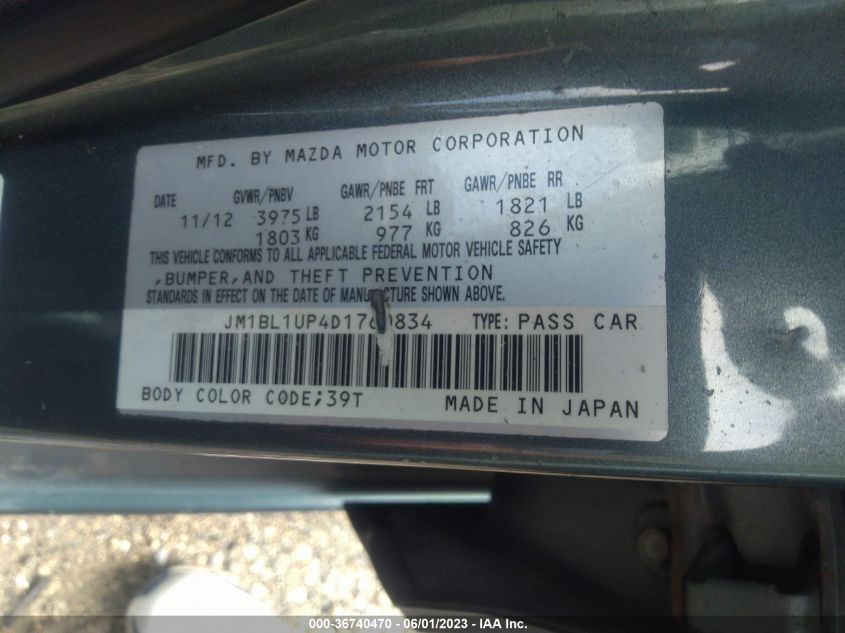 MFD. BY MAZDA MOTOR CORPORATION
DATE GVWR/PNBV GAWR/PNBE FRT GAWR/PNBE RR
11/12 3975 LB 2154 LB 1821 LB
1803 KG 977 KG 826 KG
THIS VEHICLE CONFORMS TO ALL APPLICABLE FEDERAL MOTOR VEHICLE SAFETY
,BUMPER,AND THEFT PREVENTION
STANDARDS IN EFFECT ON THE DATE OF MANUFACTURE SHOWN ABOVE.
JM1BL1UP4D1760834 TYPE: PASS CAR
BODY COLOR CODE;39T MADE IN JAPAN
000-36740470 - 06/01/2023 - IAA Inc.